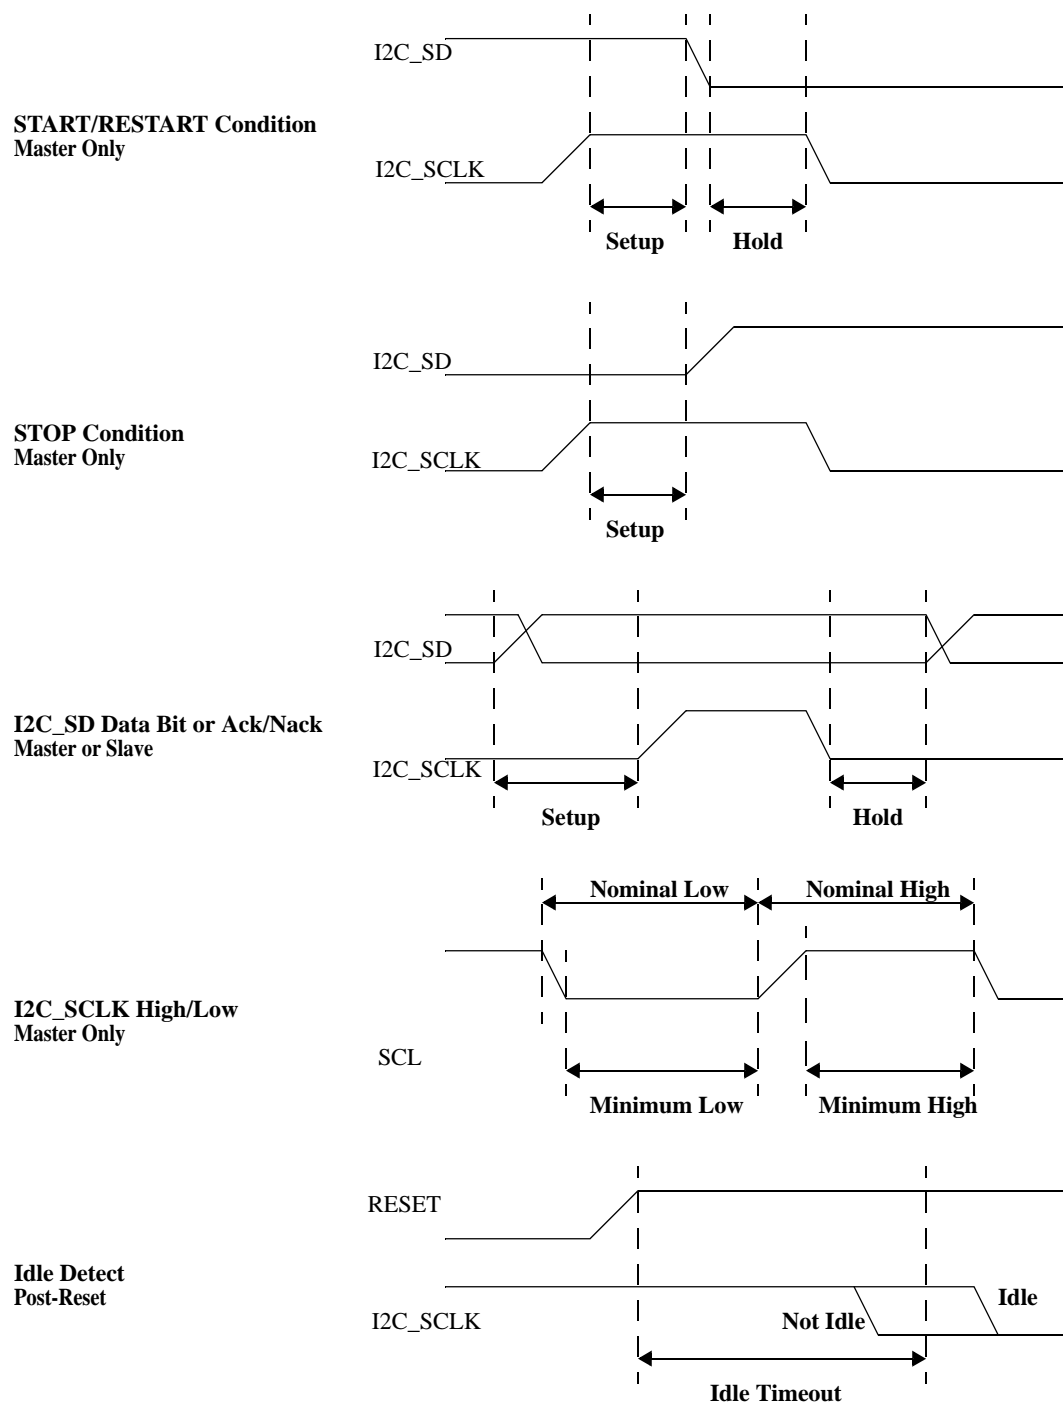 I2C_SD
START/RESTART Condition
Master Only
I2C_SCLK
Setup
Hold
I2C_SD
STOP Condition
Master Only
I2C_SCLK
Setup
I2C_SD
I2C_SD Data Bit or Ack/Nack
Master or Slave
I2C_SCLK
Setup
Hold
Nominal Low
Nominal High
I2C_SCLK High/Low
Master Only
SCL
Minimum Low
Minimum High
RESET
Idle Detect
Post-Reset
I2C_SCLK
Not Idle
Idle
Idle Timeout